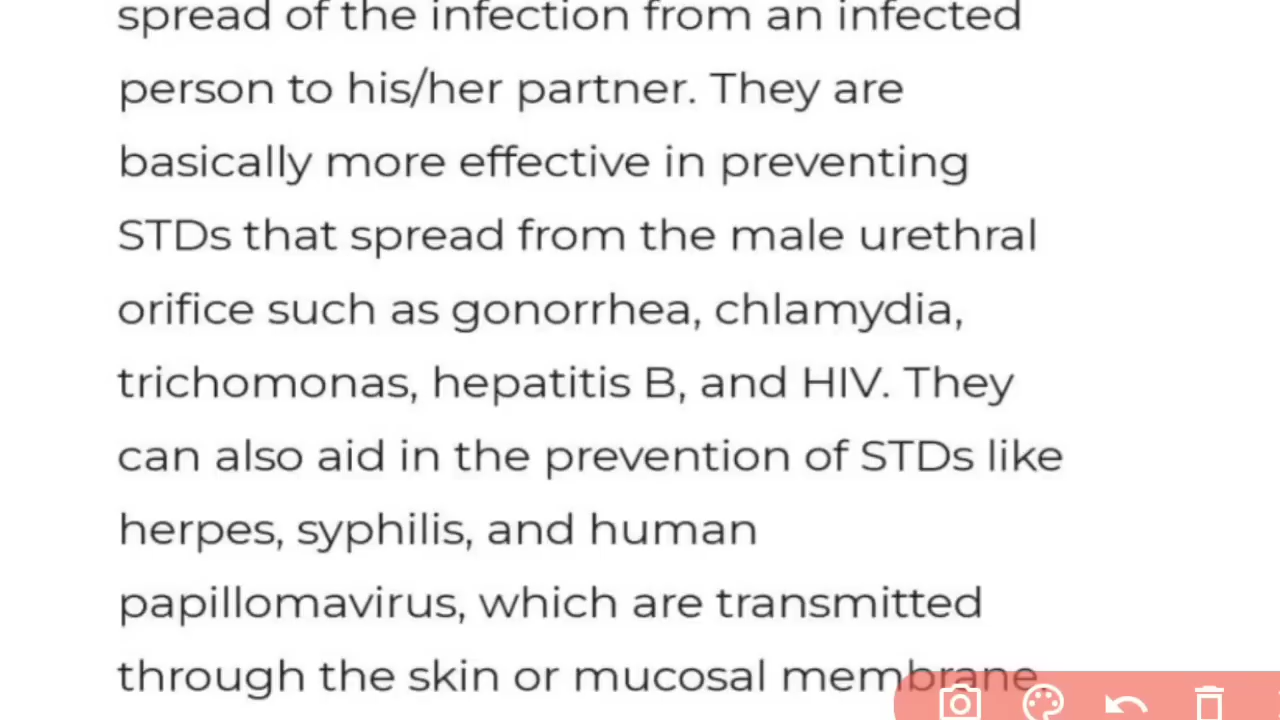 spread of the infection from an infected
person to his/her partner. They are
basically more effective in preventing
STDs that spread from the male urethral
orifice such as gonorrhea, chlamydia,
trichomonas, hepatitis B, and HIV. They
can also aid in the prevention of STDs like
herpes, syphilis, and human
papillomavirus, which are transmitted
through the skin or mucosal membrane.